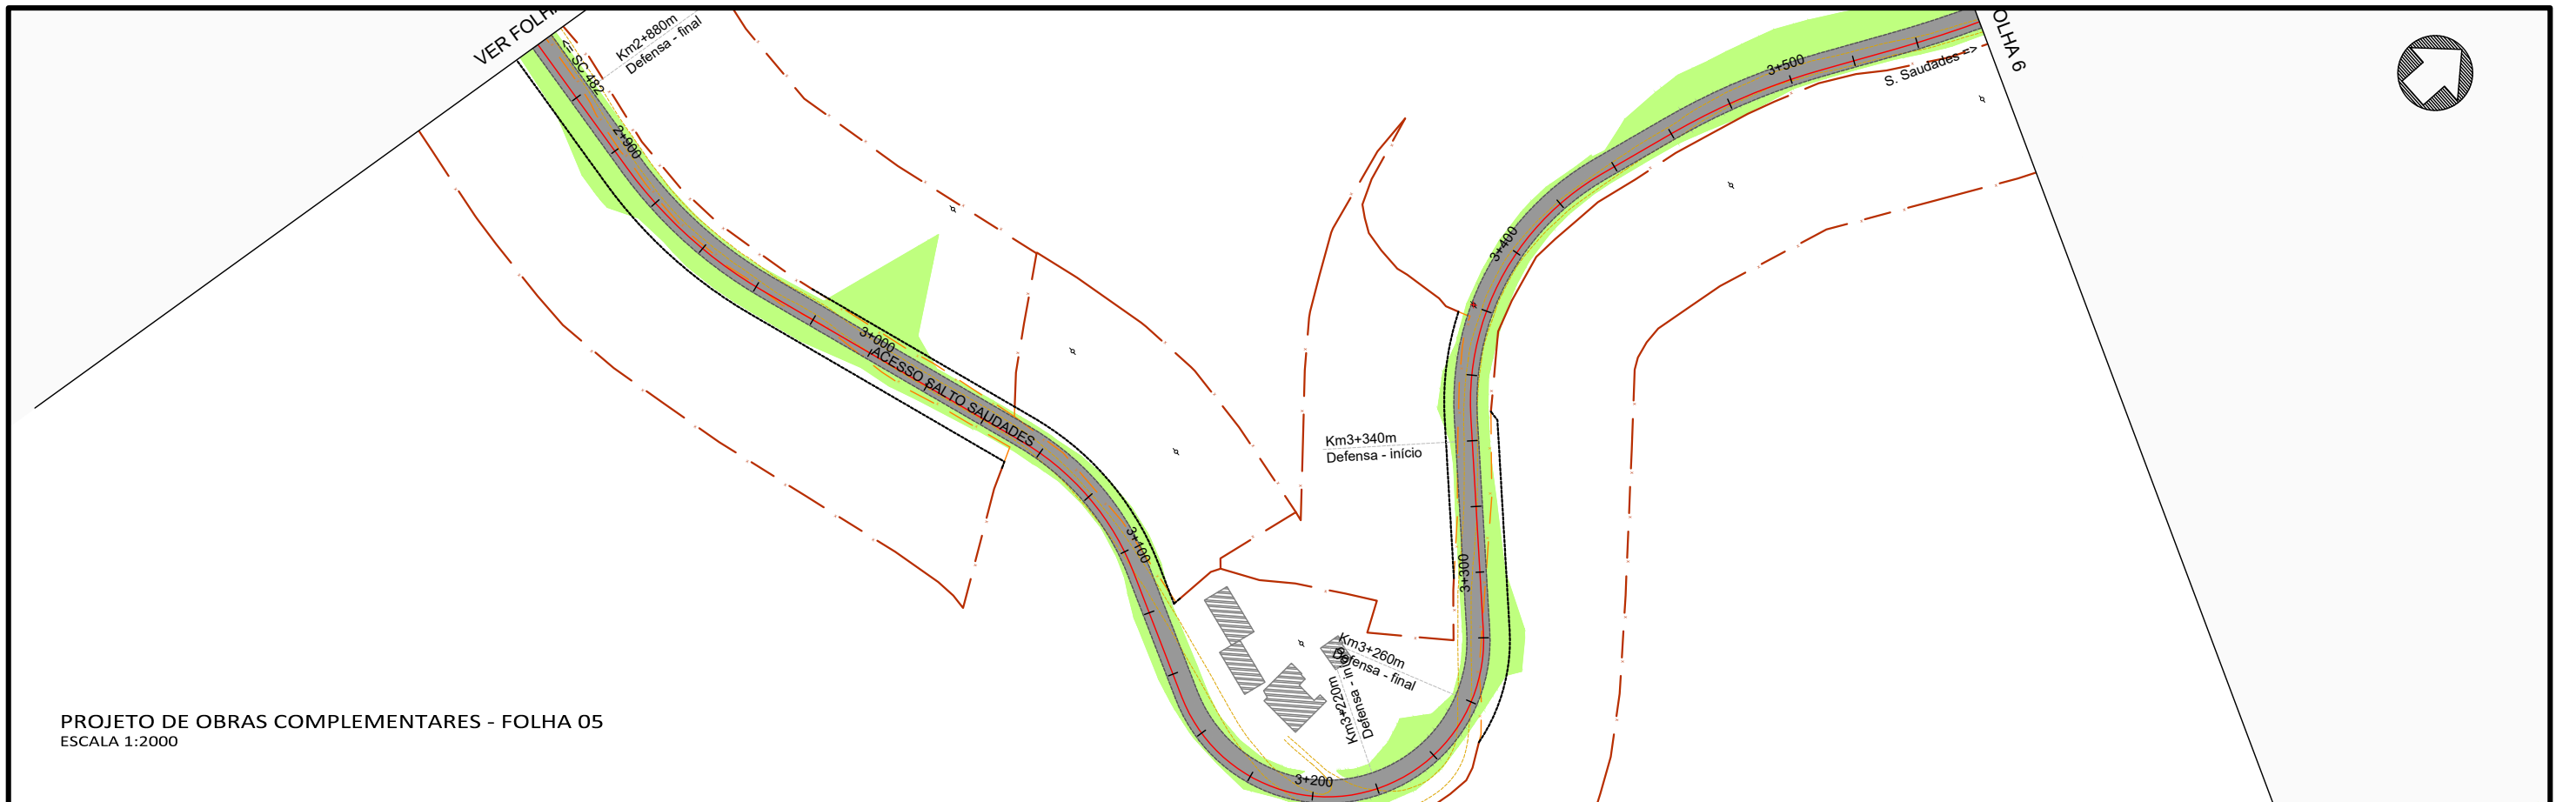 VER FOLHA
<= SC 482
Km2+880m
Defensa - final
2+900
3+000
ACESSO SALTO SAUDADES
3+100
3+200
Km3+220m
Defensa - início
Km3+260m
Defensa - final
3+300
Km3+340m
Defensa - início
3+400
3+500
S. Saudades =>
OLHA 6
PROJETO DE OBRAS COMPLEMENTARES - FOLHA 05
ESCALA 1:2000